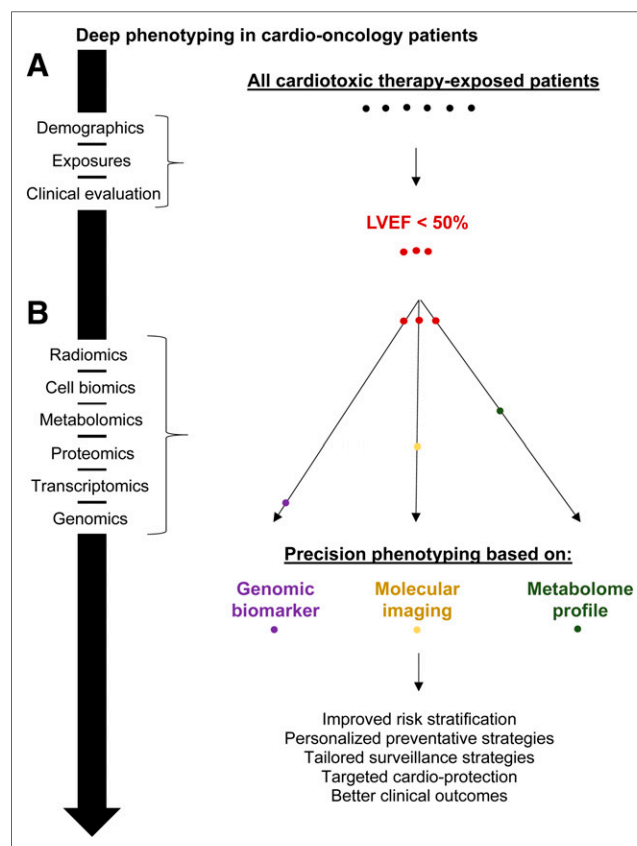 Deep phenotyping in cardio-oncology patients
A
All cardiotoxic therapy-exposed patients
Demographics
Exposures
Clinical evaluation
LVEF < 50%
B
Radiomics
Cell biomics
Metabolomics
Proteomics
Transcriptomics
Genomics
Precision phenotyping based on:
Genomic
biomarker
Molecular
imaging
Metabolome
profile
Improved risk stratification
Personalized preventative strategies
Tailored surveillance strategies
Targeted cardio-protection
Better clinical outcomes